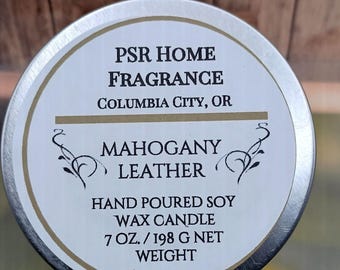 PSR Home
Fragrance
Columbia City, OR
Mahogany
Leather
Hand Poured Soy
Wax Candle
7 oz. / 198 g Net
Weight